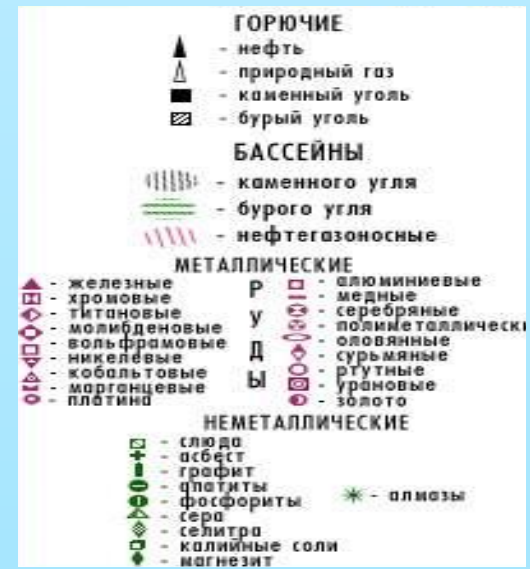 ГОРЮЧИЕ
- нефть
- природный газ
- каменный уголь
- бурый уголь
БАССЕЙНЫ
- каменного угля
- бурого угля
- нефтегазоносные
МЕТАЛЛИЧЕСКИЕ
РУДЫ
- железные
- хромовые
- титановые
- молибденовые
- вольфрамовые
- никелевые
- кобальтовые
- марганцевые
- платина
- алюминиевые
- медные
- серебряные
- полиметаллически
- оловянные
- сурьмяные
- ртутные
- урановые
- золото
НЕМЕТАЛЛИЧЕСКИЕ
- слюда
- асбест
- графит
- апатиты
- фосфориты
- сера
- селитра
- калийные соли
- магнезит
- алмазы